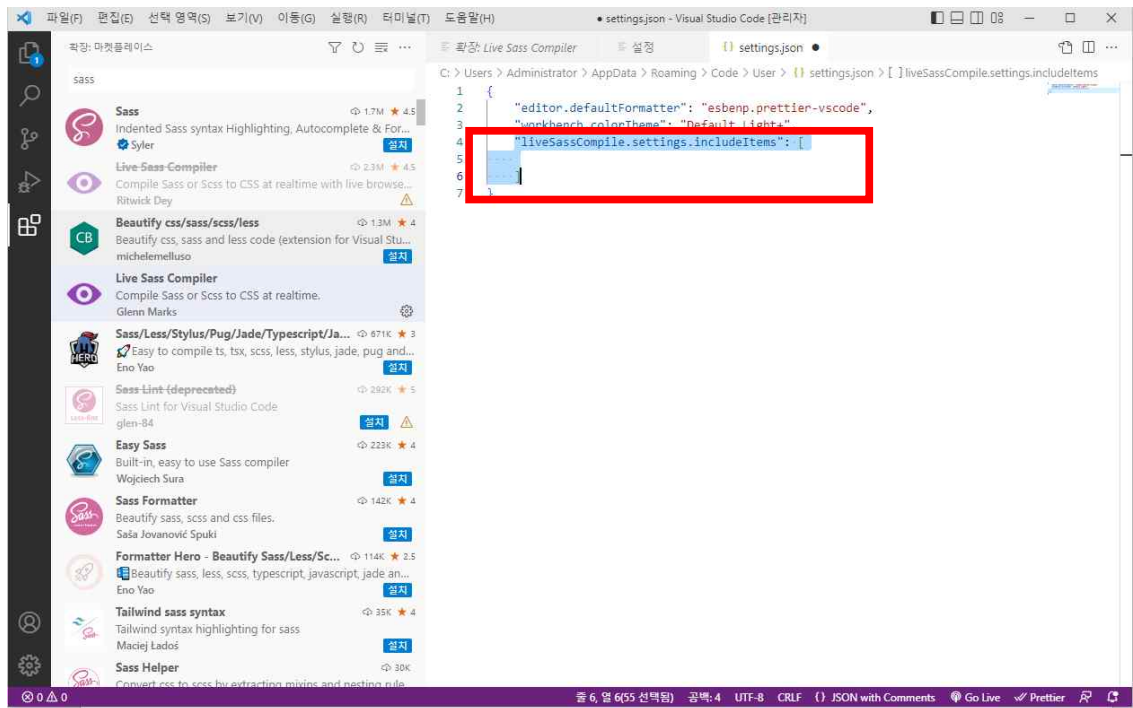 파일(F) 편집(E) 선택 영역(S) 보기(V) 이동(G) 실행(R) 터미널(T) 도움말(H)
● settings.json - Visual Studio Code [관리자]
확장: 마켓플레이스
sass
Sass 1.7M ★ 4.5
Indented Sass syntax Highlighting, Autocomplete & For...
Syler 설치
Live Sass Compiler 2.3M ★ 4.5
Compile Sass or Scss to CSS at realtime with live browse...
Ritwick Dey
Beautify css/sass/scss/less 1.3M ★ 4
CB
Beautify css, sass and less code (extension for Visual Stu...
michelemelluso 설치
Live Sass Compiler
Compile Sass or Scss to CSS at realtime.
Glenn Marks
Sass/Less/Stylus/Pug/Jade/Typescript/Ja... 671K ★ 3
HERO
Easy to compile ts, tsx, scss, less, stylus, jade, pug and...
Eno Yao 설치
Sass Lint (deprecated) 292K ★ 5
Sass Lint for Visual Studio Code
glen-84 설치
Easy Sass 223K ★ 4
Built-in, easy to use Sass compiler
Wojciech Sura 설치
Sass Formatter 142K ★ 4
Sass
Beautify sass, scss and css files.
Saša Jovanović Spuki 설치
Formatter Hero - Beautify Sass/Less/Sc... 114K ★ 2.5
Beautify sass, less, scss, typescript, javascript, jade an...
Eno Yao 설치
Tailwind sass syntax 35K ★ 4
Tailwind syntax highlighting for sass
Maciej Ładoś 설치
Sass Helper 30K
Convert css to scss by extracting mixins and nesting rule
확장: Live Sass Compiler 설정 {} settings.json ●
C: > Users > Administrator > AppData > Roaming > Code > User > {} settings.json > [ ] liveSassCompile.settings.includeItems
1 {
2 "editor.defaultFormatter": "esbenp.prettier-vscode",
3 "workbench.colorTheme": "Default Light+"
4 "liveSassCompile.settings.includeItems": [
5
6 ]
7 }
0 0
줄 6, 열 6(55 선택됨) 공백: 4 UTF-8 CRLF {} JSON with Comments Go Live Prettier